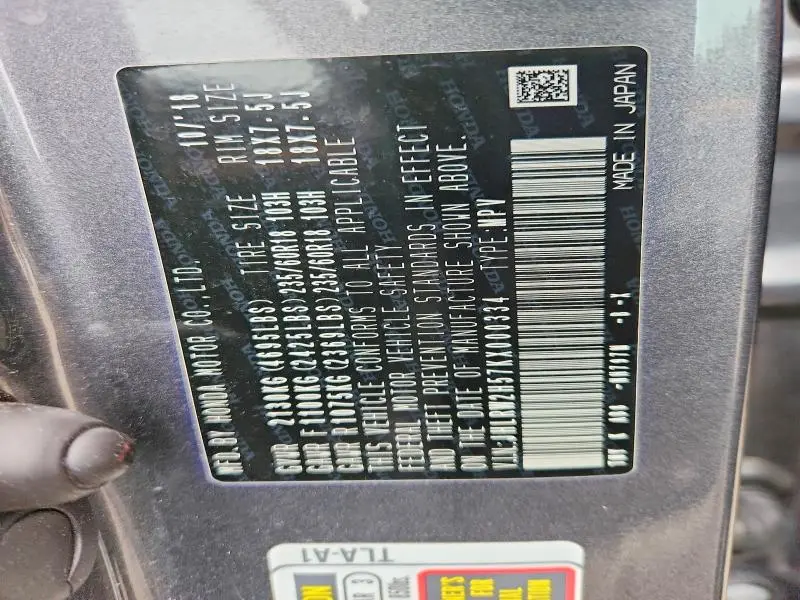 MFD. BY HONDA MOTOR CO., LTD. 10/'18
GVWR 2130KG(4695LBS) TIRE SIZE RIM SIZE
GAWR F 1100KG(2425LBS)235/60R18 103H 18X7.5J
GAWR R 1075KG(2369LBS)235/60R18 103H 18X7.5J
THIS VEHICLE CONFORMS TO ALL APPLICABLE
FEDERAL MOTOR VEHICLE SAFETY
AND THEFT PREVENTION STANDARDS IN EFFECT
ON THE DATE OF MANUFACTURE SHOWN ABOVE.
TYPE:MPV
MADE IN JAPAN
TLA-A1